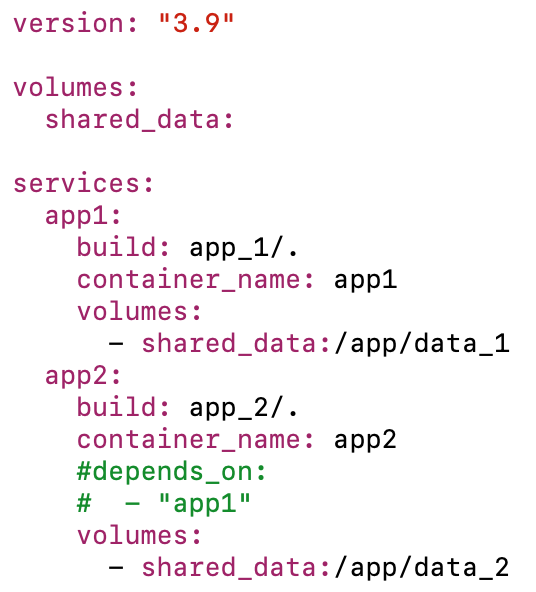 version: "3.9"

volumes:
  shared_data:

services:
  app1:
    build: app_1/.
    container_name: app1
    volumes:
      - shared_data:/app/data_1
  app2:
    build: app_2/.
    container_name: app2
    #depends_on:
    #  - "app1"
    volumes:
      - shared_data:/app/data_2